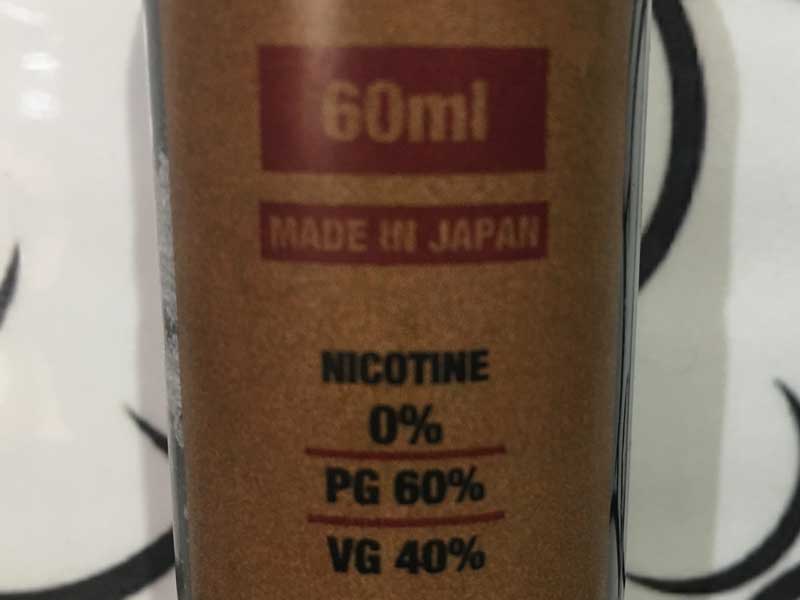 60ml
MADE IN JAPAN
NICOTINE
0%
PG 60%
VG 40%